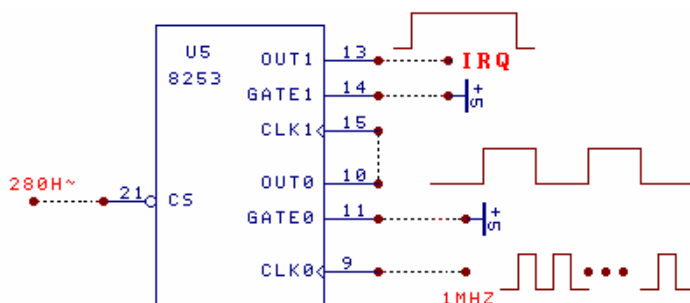 U5
8253
OUT1 13 IRQ
GATE1 14 +5
CLK1 15
OUT0 10
280H~ 21 CS
GATE0 11 +5
CLK0 9
1MHZ